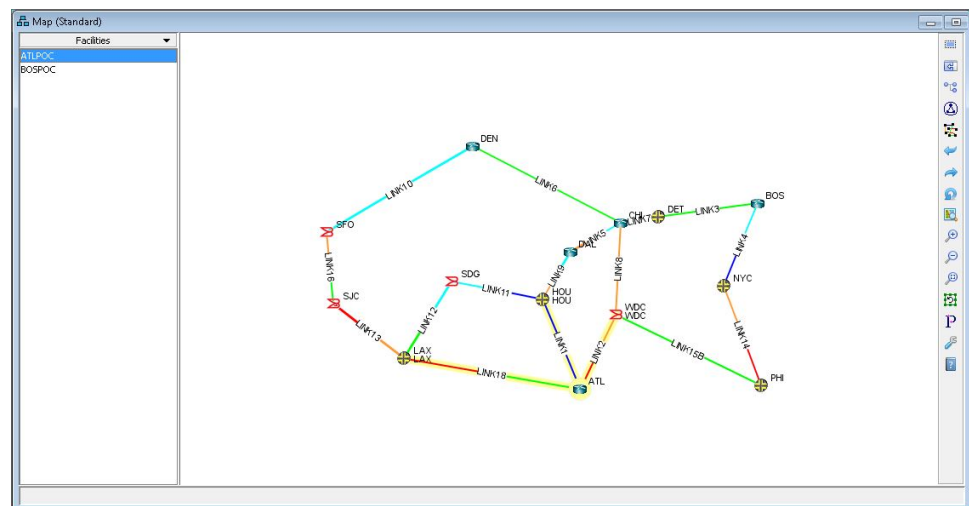 Map (Standard)
Facilities
ATLPOC
BOSPOC
DEN
LINK10
LINK6
BOS
DET
LINK3
CHI
LINK7
SFO
LINK5
DAL
LINK4
LINK8
LINK16
LINK9
SDG
NYC
LINK11
HOU
HOU
SJC
LINK12
WDC
WDC
LINK13
LINK1
LINK2
LINK14
LINK15B
LAX
LAX
LINK18
ATL
PHI
P